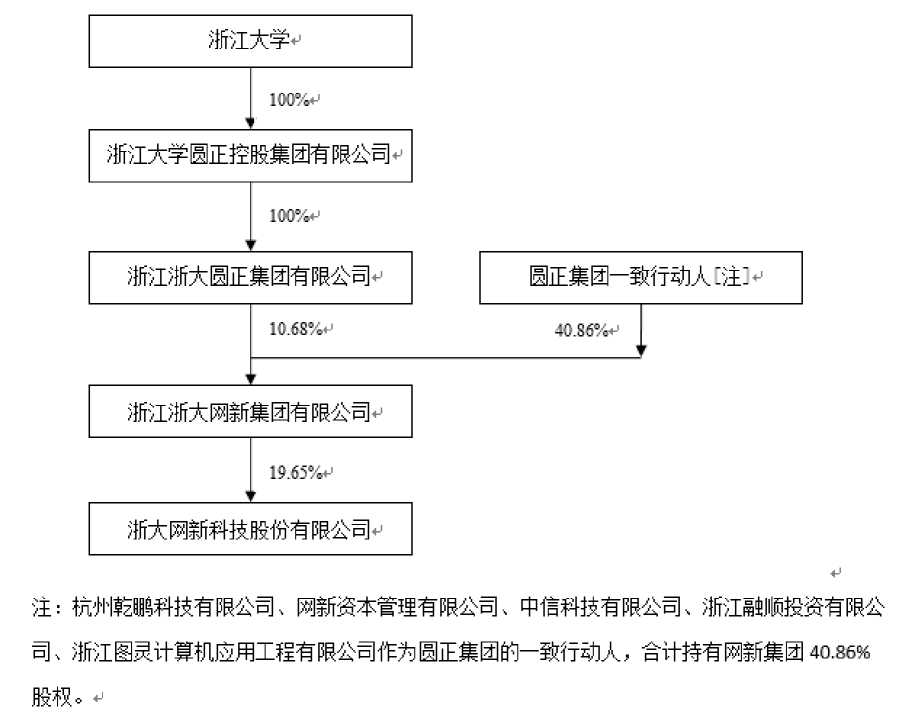 浙江大学
100%
浙江大学圆正控股集团有限公司
100%
浙江浙大圆正集团有限公司
圆正集团一致行动人[注]
10.68%
40.86%
浙江浙大网新集团有限公司
19.65%
浙大网新科技股份有限公司
注：杭州乾鹏科技有限公司、网新资本管理有限公司、中信科技有限公司、浙江融顺投资有限公
司、浙江图灵计算机应用工程有限公司作为圆正集团的一致行动人，合计持有网新集团 40.86%
股权。